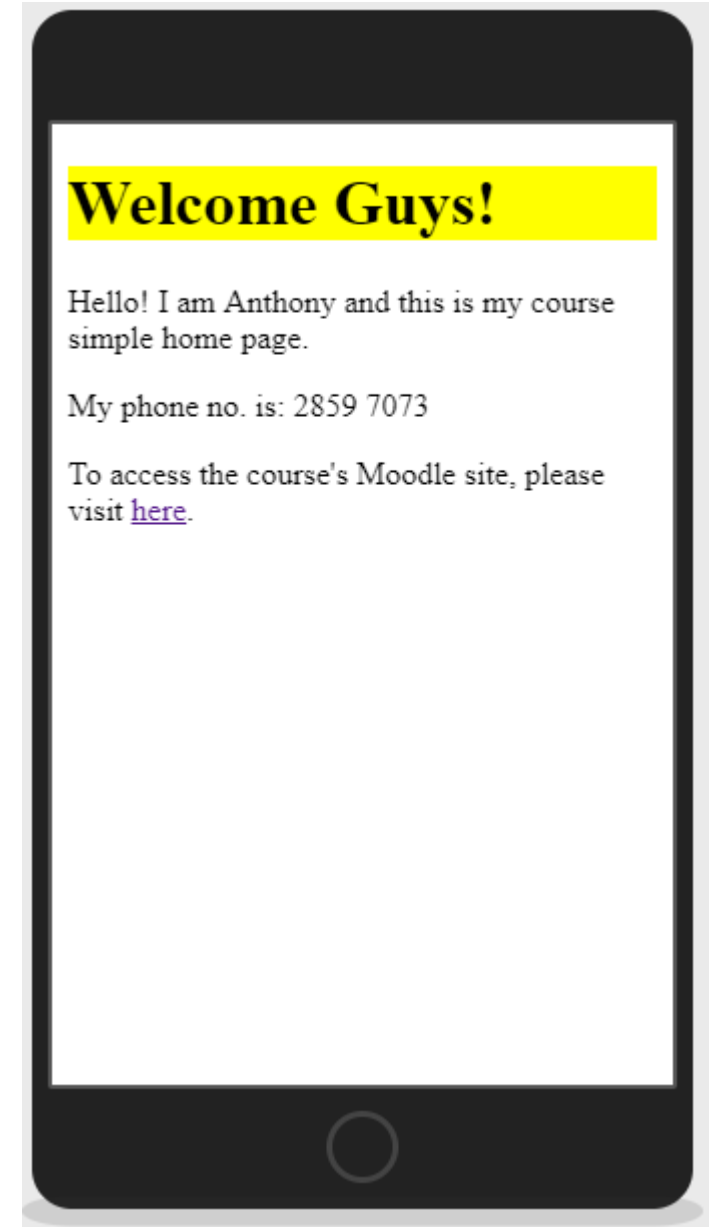 Welcome Guys!
Hello! I am Anthony and this is my course
simple home page.
My phone no. is: 2859 7073
To access the course's Moodle site, please
visit here.